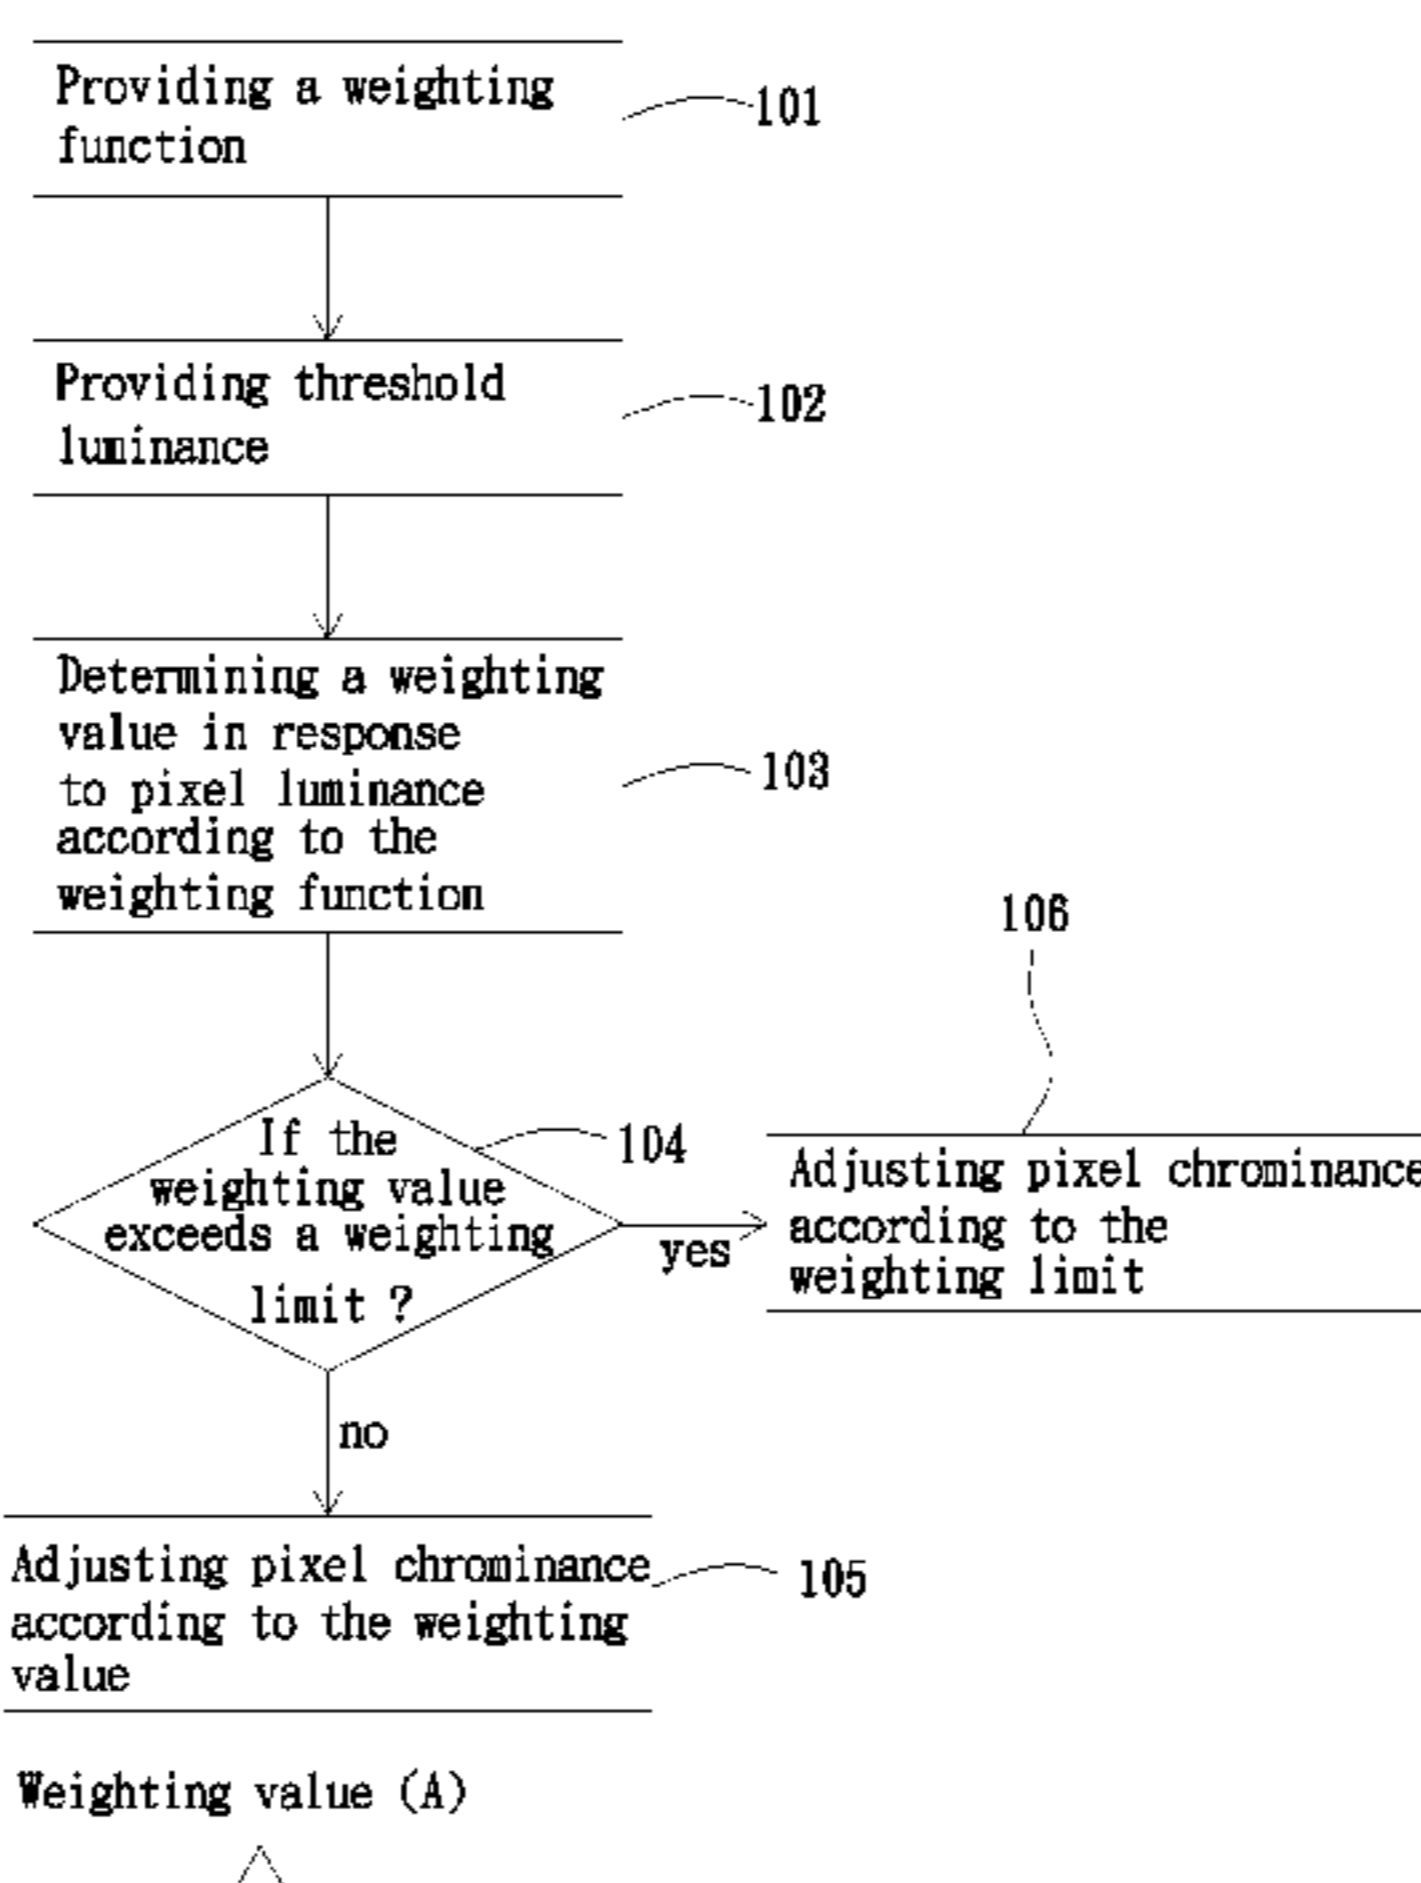 Providing a weighting
function
101
Providing threshold
luminance
102
Determining a weighting
value in response
to pixel luminance
according to the
weighting function
103
106
If the
weighting value
exceeds a weighting
limit ?
104
yes
Adjusting pixel chrominance
according to the
weighting limit
no
Adjusting pixel chrominance
according to the weighting
value
105
Weighting value (A)